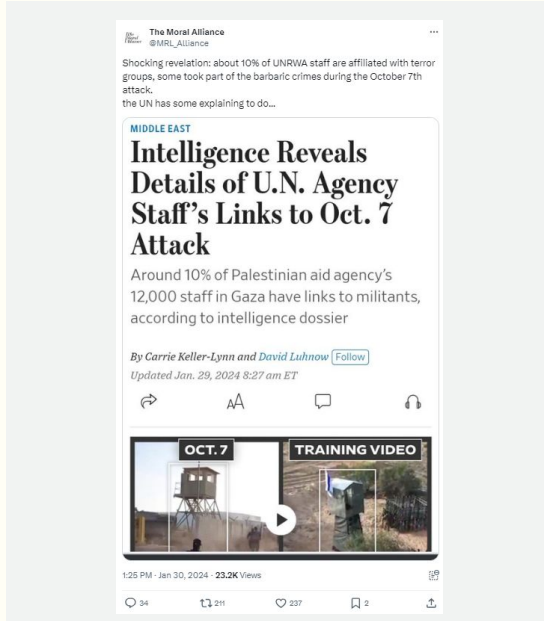 The Moral Alliance
@MRL_Alliance
Shocking revelation: about 10% of UNRWA staff are affiliated with terror
groups, some took part of the barbaric crimes during the October 7th
attack.
the UN has some explaining to do...
MIDDLE EAST
Intelligence Reveals
Details of U.N. Agency
Staff's Links to Oct. 7
Attack
Around 10% of Palestinian aid agency's
12,000 staff in Gaza have links to militants,
according to intelligence dossier
By Carrie Keller-Lynn and David Luhnow Follow
Updated Jan. 29, 2024 8:27 am ET
AA
OCT. 7
TRAINING VIDEO
1:25 PM · Jan 30, 2024 · 23.2K Views
34 211 237 2